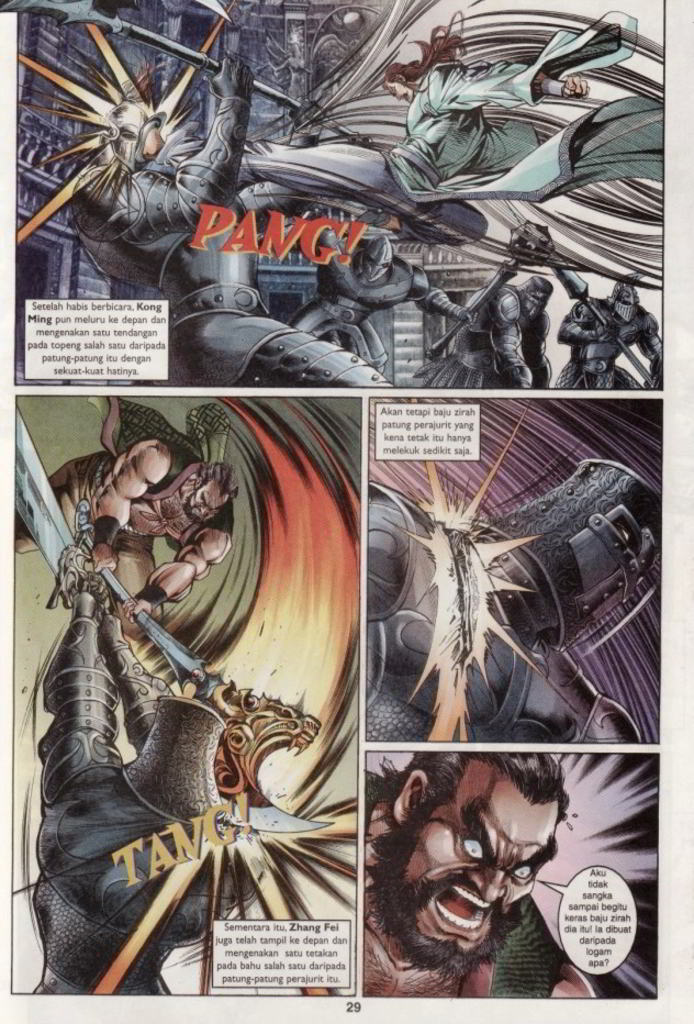 PANG!
Setelah habis berbicara, Kong
Ming pun meluru ke depan dan
mengenakan satu tendangan
pada topeng salah satu daripada
patung-patung itu dengan
sekuat-kuat hatinya.
TANG!
Sementara itu, Zhang Fei
juga telah tampil ke depan dan
mengenakan satu tetakan
pada bahu salah satu daripada
patung-patung perajurit itu.
Akan tetapi baju zirah
patung perajurit yang
kena tetak itu hanya
melekuk sedikit saja.
Aku
tidak
sangka
sampai begitu
keras baju zirah
dia itu! Ia dibuat
daripada
logam
apa?
29